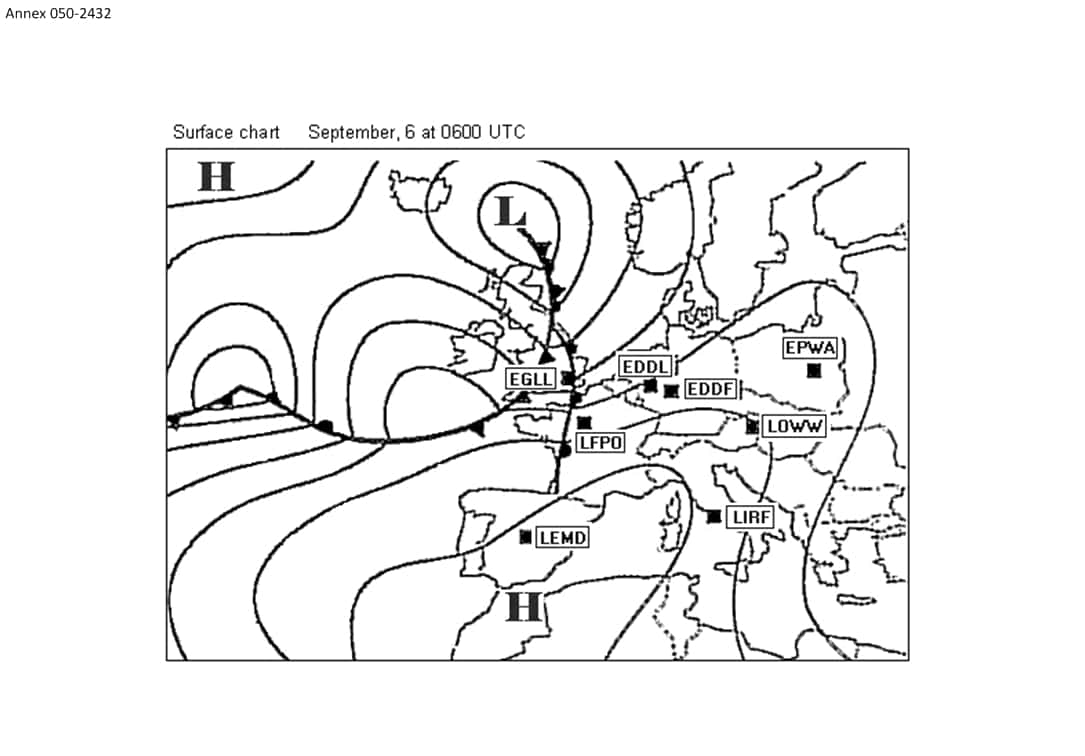 Annex 050-2432
Surface chart September, 6 at 0600 UTC
H
L
EPWA
EDDL
EGLL
EDDF
LOWW
LFPO
LIRF
LEMD
H